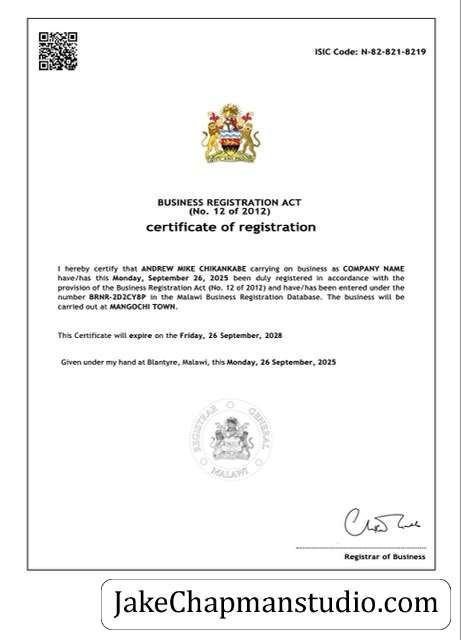 ISIC Code: N-82-821-8219
BUSINESS REGISTRATION ACT
(No. 12 of 2012)
certificate of registration
I hereby certify that ANDREW MIKE CHIKANKABE carrying on business as COMPANY NAME
have/has this Monday, September 26, 2025 been duly registered in accordance with the
provision of the Business Registration Act (No. 12 of 2012) and have/has been entered under the
number BRNR-2D2CY8P in the Malawi Business Registration Database. The business will be
carried out at MANGOCHI TOWN.
This Certificate will expire on the Friday, 26 September, 2028
Given under my hand at Blantyre, Malawi, this Monday, 26 September, 2025
REGISTRAR GENERAL
MALAWI
Registrar of Business
JakeChapmanstudio.com